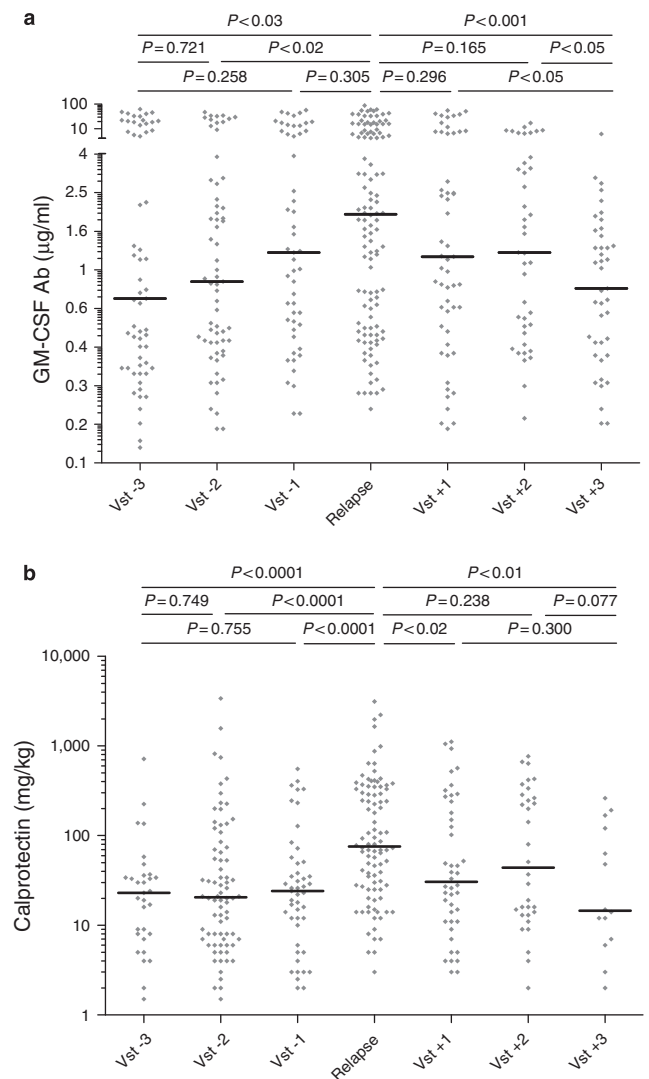 a
P<0.03 P<0.001
P=0.721 P<0.02 P=0.165 P<0.05
P=0.258 P=0.305 P=0.296 P<0.05
100
10
4
2.5
1.6
1
0.6
0.4
0.3
0.2
0.1
GM-CSF Ab (µg/ml)
Vst -3 Vst -2 Vst -1 Relapse Vst +1 Vst +2 Vst +3
b
P<0.0001 P<0.01
P=0.749 P<0.0001 P=0.238 P=0.077
P=0.755 P<0.0001 P<0.02 P=0.300
10,000
1,000
100
10
1
Calprotectin (mg/kg)
Vst -3 Vst -2 Vst -1 Relapse Vst +1 Vst +2 Vst +3